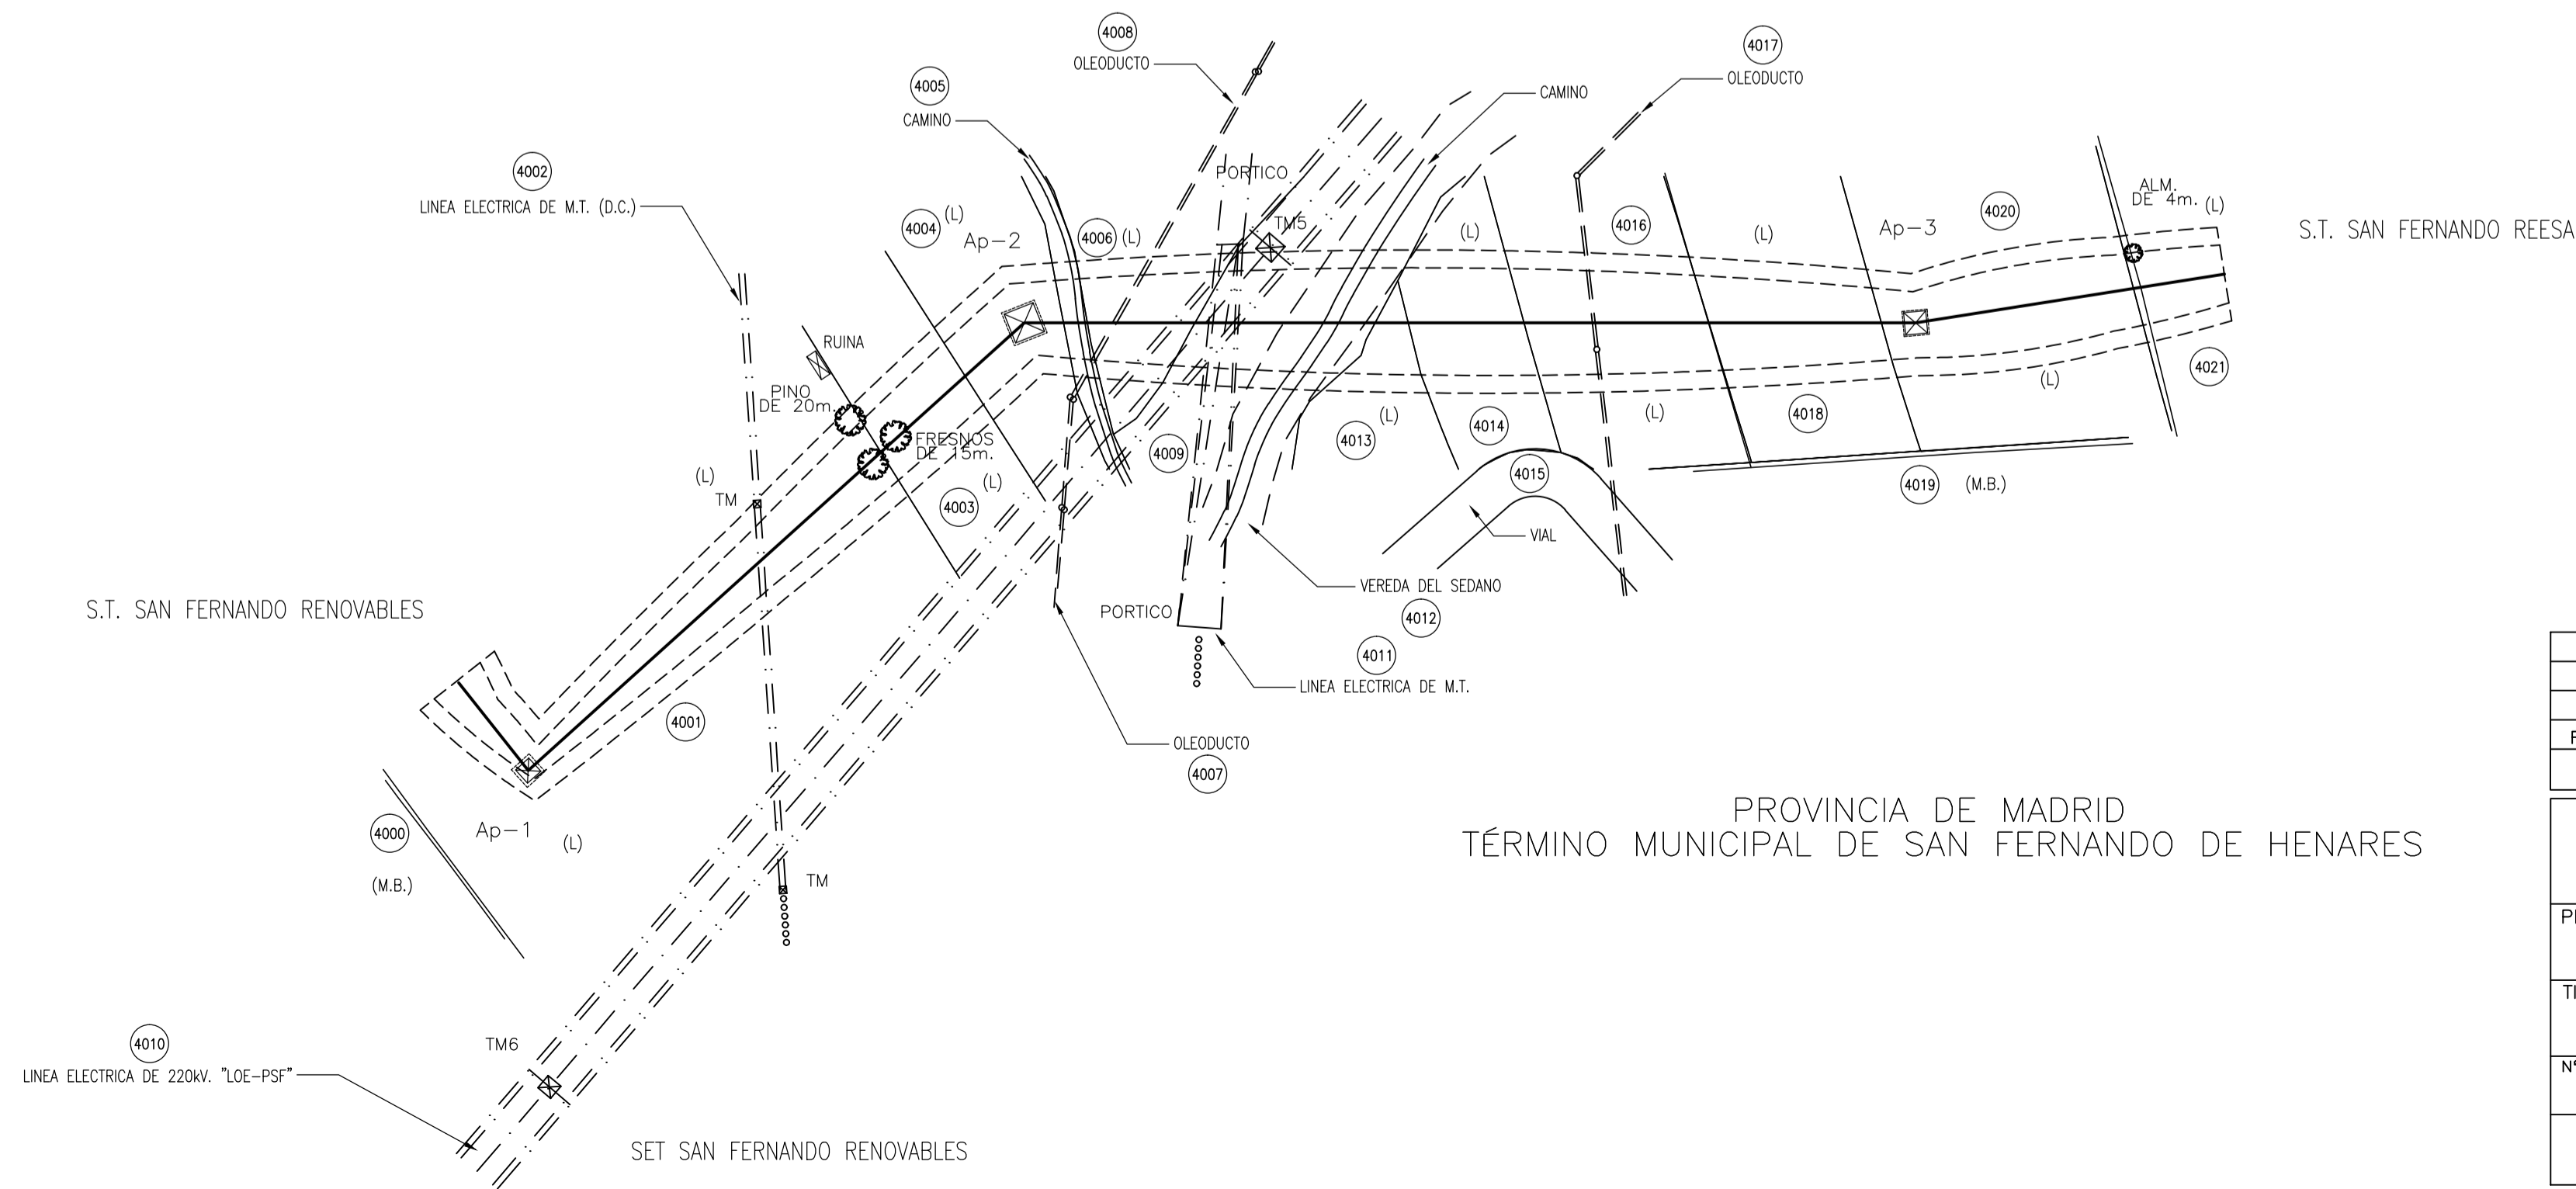 4008
OLEODUCTO
4017
OLEODUCTO
4005
CAMINO
CAMINO
4002
LINEA ELECTRICA DE M.T. (D.C.)
PORTICO
4004
(L)
Ap-2
4006
(L)
TM5
(L)
4016
(L)
Ap-3
4020
ALM.
DE 4m.
(L)
S.T. SAN FERNANDO REESA
RUINA
PINO
DE 20m.
FRESNOS
DE 15m.
4021
(L)
(L)
(L)
4018
4013
4014
4009
4015
(L)
TM
4003
(L)
4019
(M.B.)
VIAL
VEREDA DEL SEDANO
4012
S.T. SAN FERNANDO RENOVABLES
PORTICO
4011
LINEA ELECTRICA DE M.T.
4001
OLEODUCTO
4007
4000
Ap-1
(L)
(M.B.)
TM
PROVINCIA DE MADRID
TÉRMINO MUNICIPAL DE SAN FERNANDO DE HENARES
4010
LINEA ELECTRICA DE 220kV. "LOE-PSF"
TM6
SET SAN FERNANDO RENOVABLES
Nº